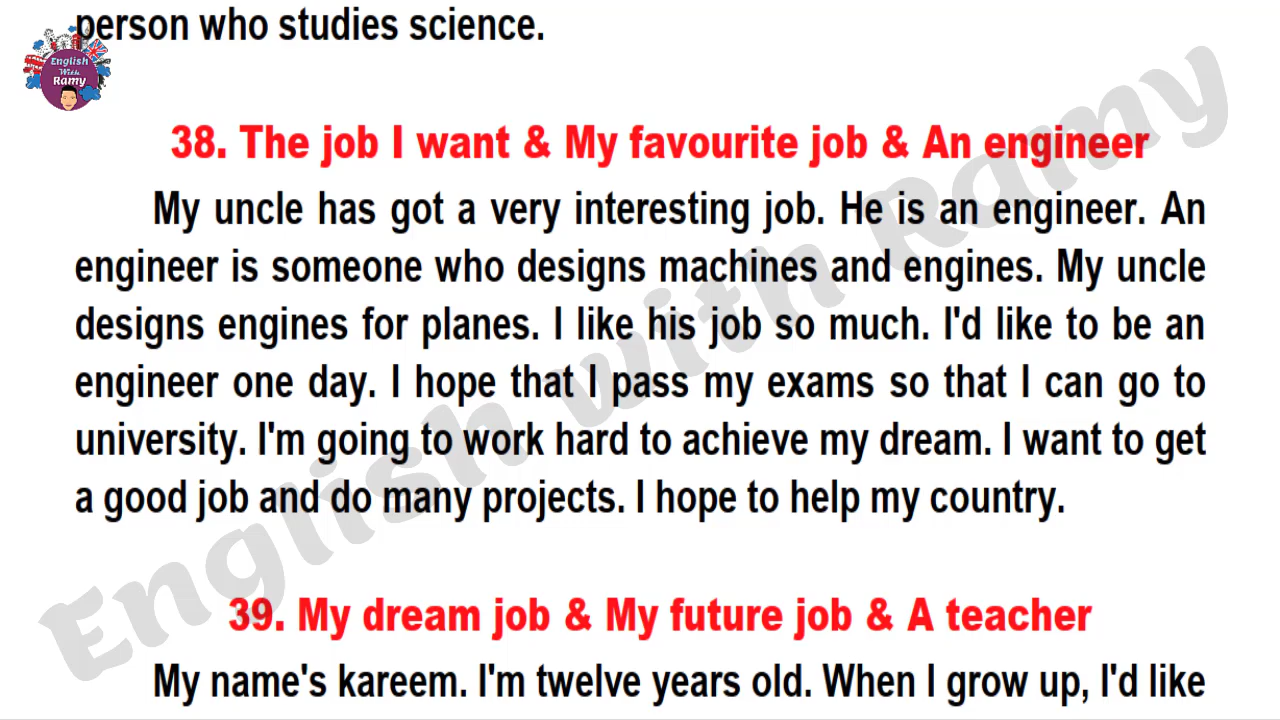 person who studies science.
English
With
Ramy
38. The job I want & My favourite job & An engineer
My uncle has got a very interesting job. He is an engineer. An
engineer is someone who designs machines and engines. My uncle
designs engines for planes. I like his job so much. I'd like to be an
engineer one day. I hope that I pass my exams so that I can go to
university. I'm going to work hard to achieve my dream. I want to get
a good job and do many projects. I hope to help my country.
English with Ramy
39. My dream job & My future job & A teacher
My name's kareem. I'm twelve years old. When I grow up, I'd like